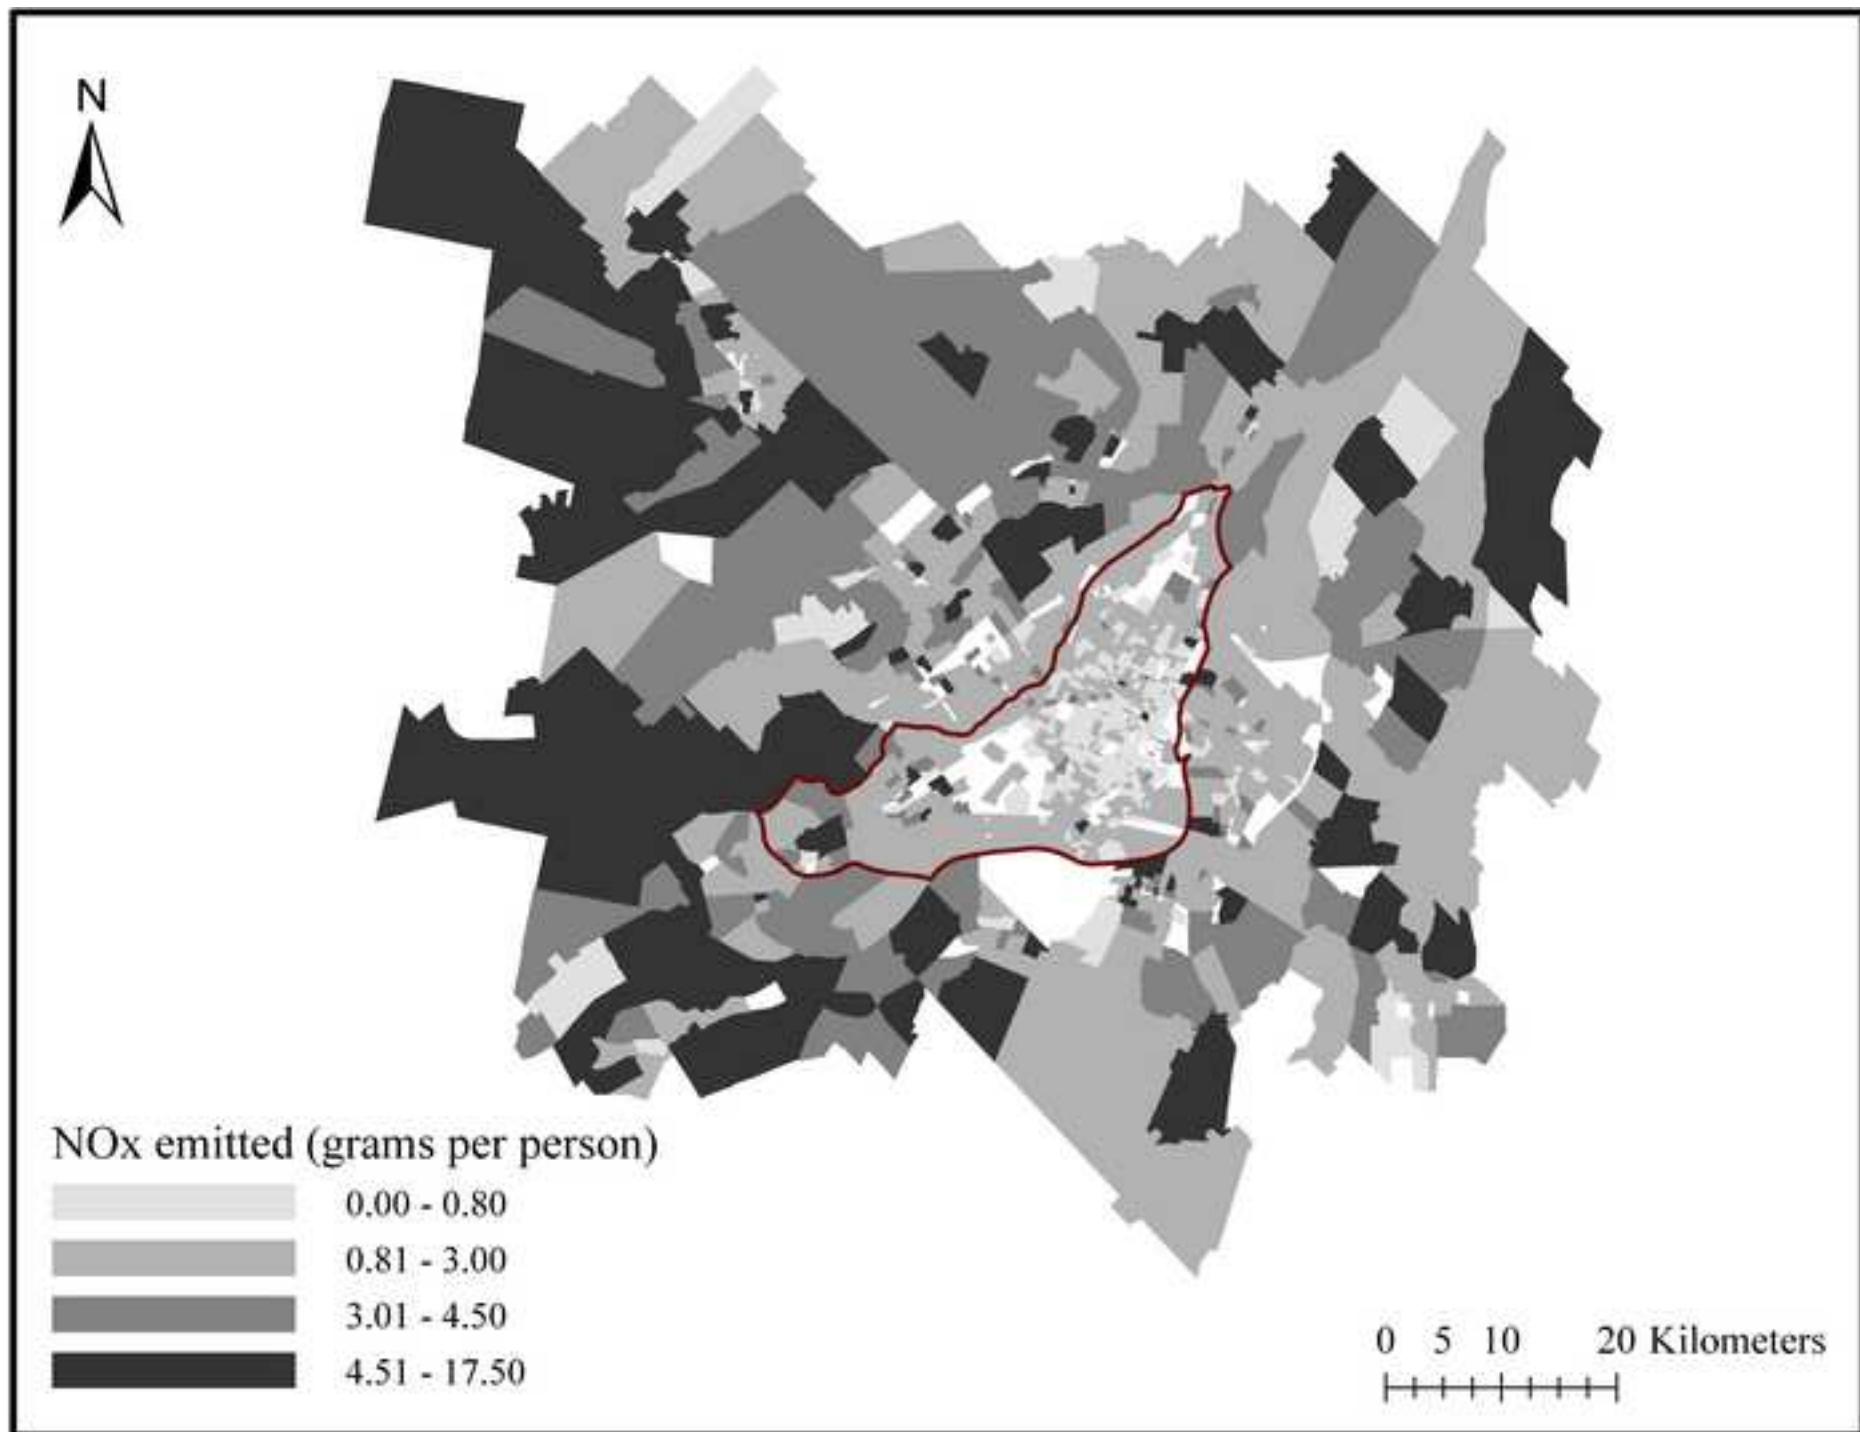 N
NOx emitted (grams per person)
0.00 - 0.80
0.81 - 3.00
3.01 - 4.50
4.51 - 17.50
0 5 10 20 Kilometers